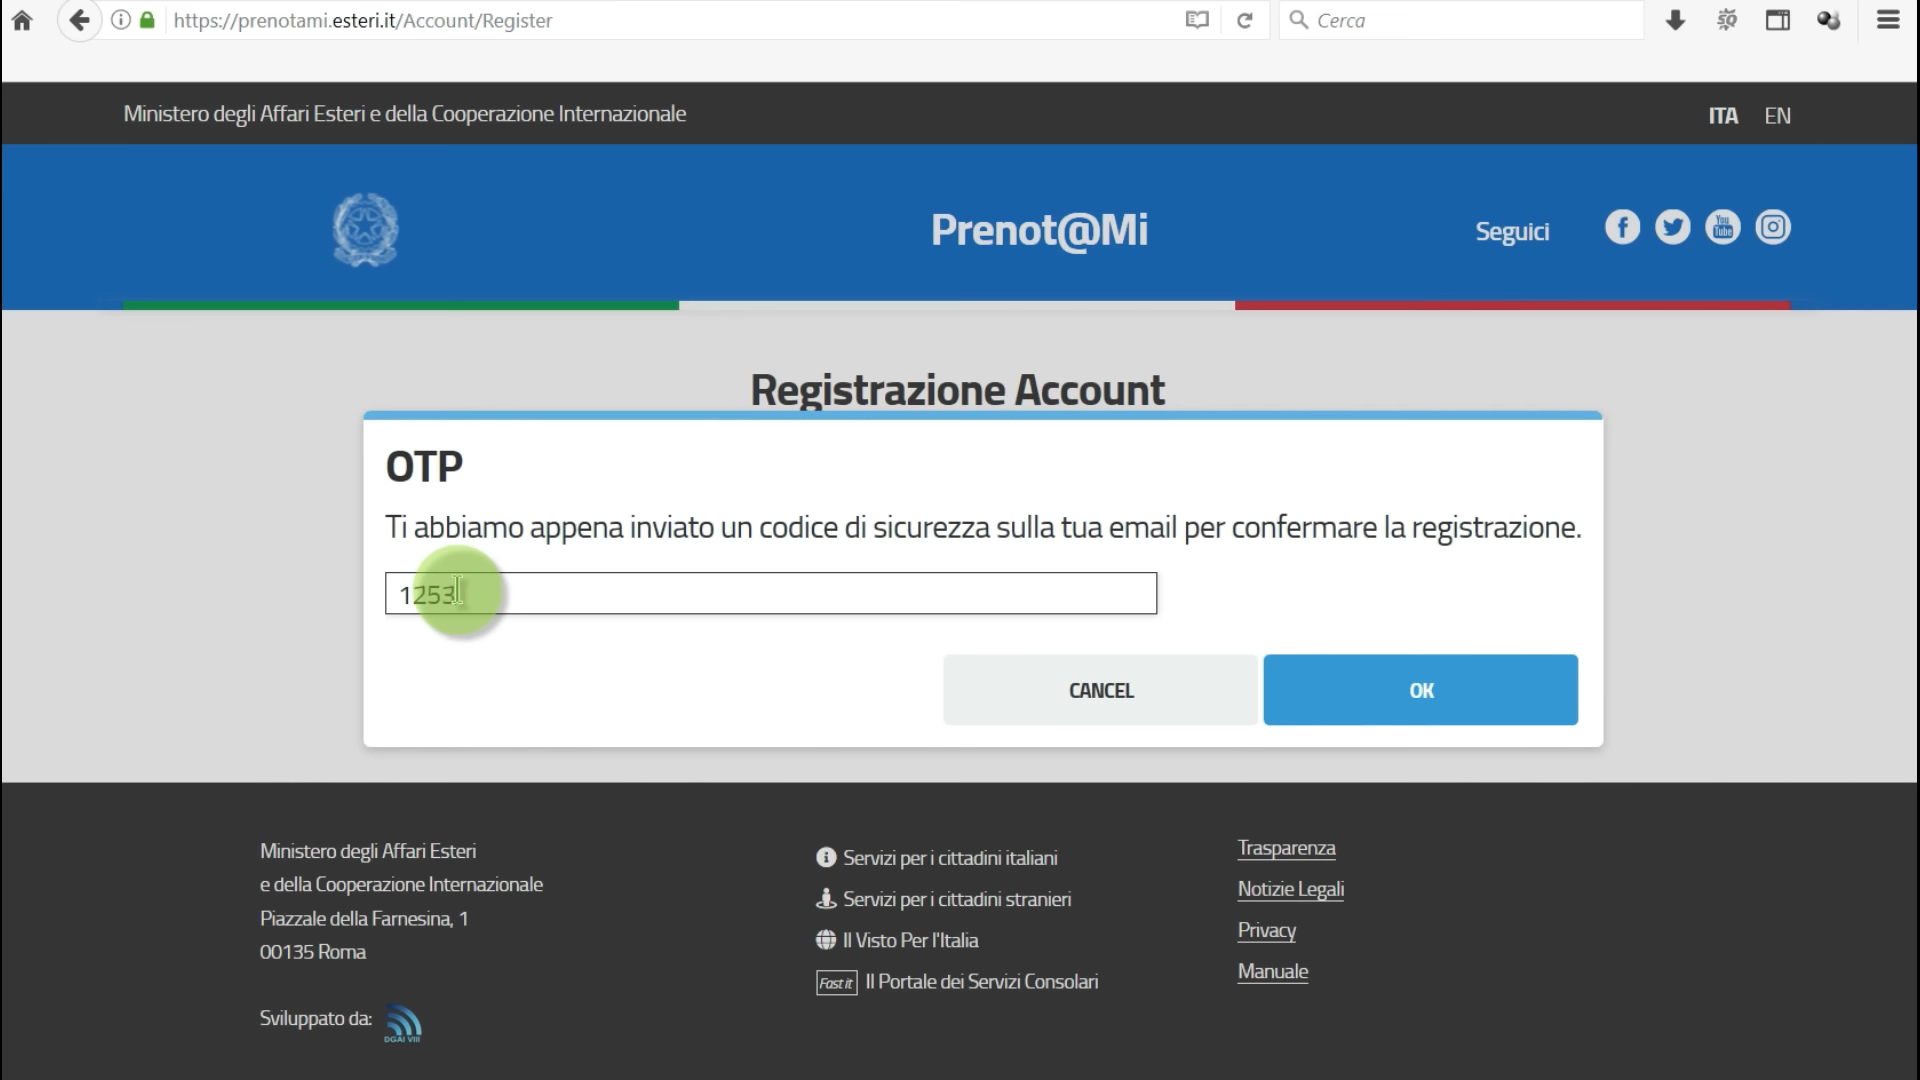 https://prenotami.esteri.it/Account/Register
Cerca
Ministero degli Affari Esteri e della Cooperazione Internazionale
ITA EN
Prenot@Mi
Seguici
You Tube
Registrazione Account
OTP
Ti abbiamo appena inviato un codice di sicurezza sulla tua email per confermare la registrazione.
1253
CANCEL
OK
Ministero degli Affari Esteri
e della Cooperazione Internazionale
Piazzale della Farnesina, 1
00135 Roma
Sviluppato da:
DGAI VIII
Servizi per i cittadini italiani
Servizi per i cittadini stranieri
Il Visto Per l'Italia
Fast it Il Portale dei Servizi Consolari
Trasparenza
Notizie Legali
Privacy
Manuale